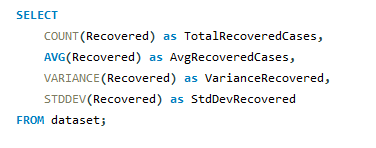 SELECT
COUNT(Recovered) as TotalRecoveredCases,
AVG(Recovered) as AvgRecoveredCases,
VARIANCE(Recovered) as VarianceRecovered,
STDDEV(Recovered) as StdDevRecovered
FROM dataset;